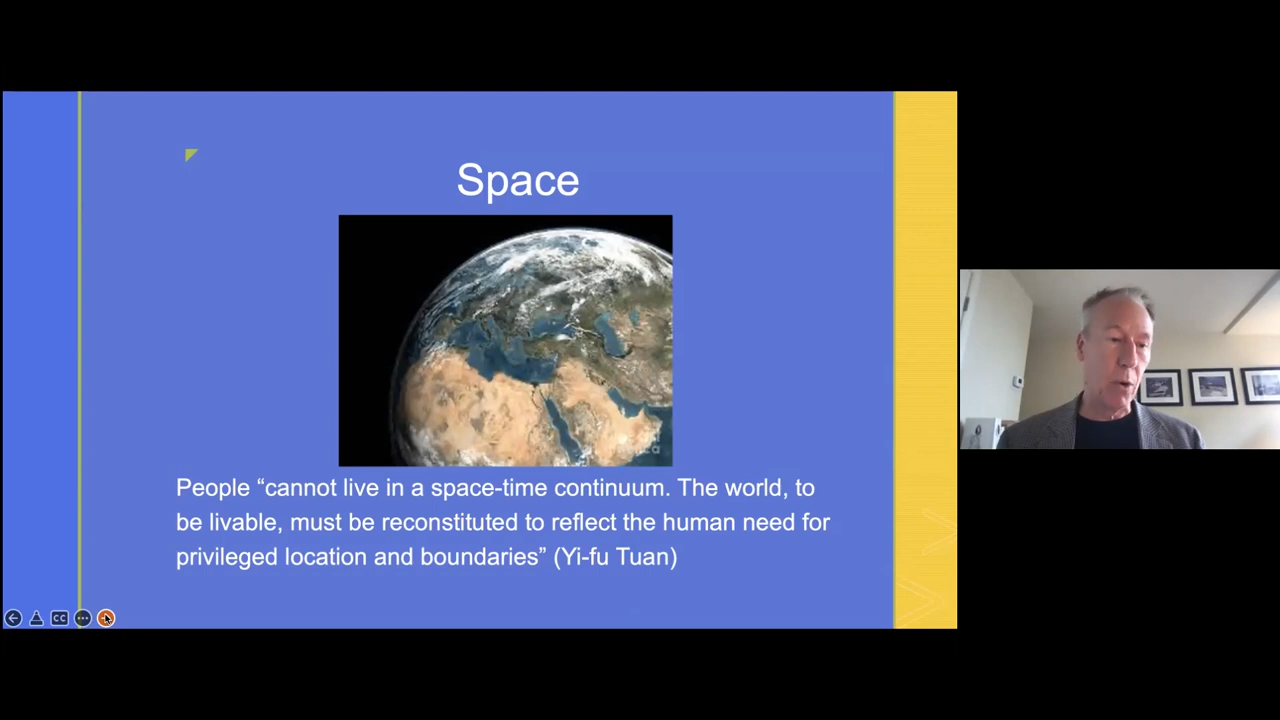 Space
People “cannot live in a space-time continuum. The world, to
be livable, must be reconstituted to reflect the human need for
privileged location and boundaries” (Yi-fu Tuan)
CC